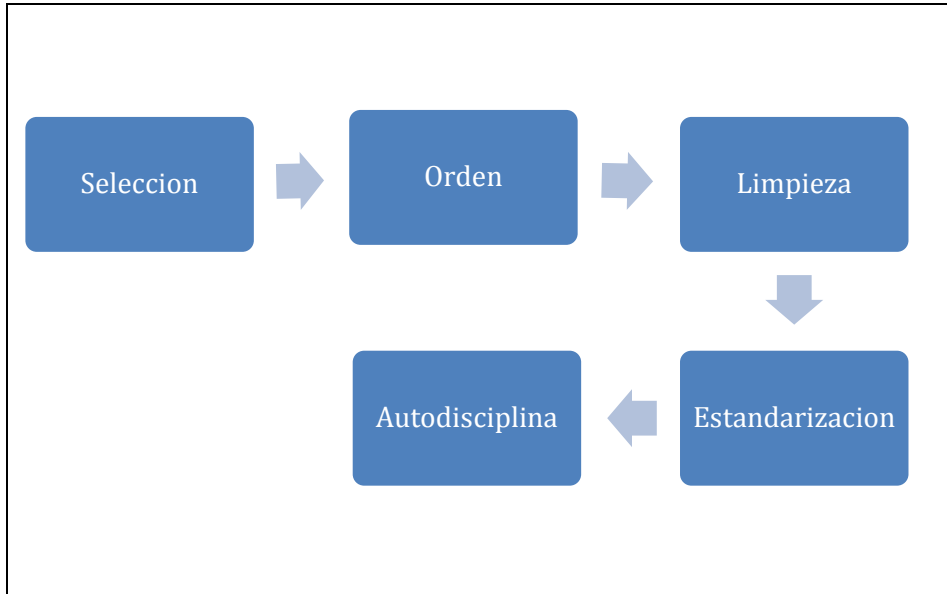 Seleccion
Orden
Limpieza
Estandarizacion
Autodisciplina